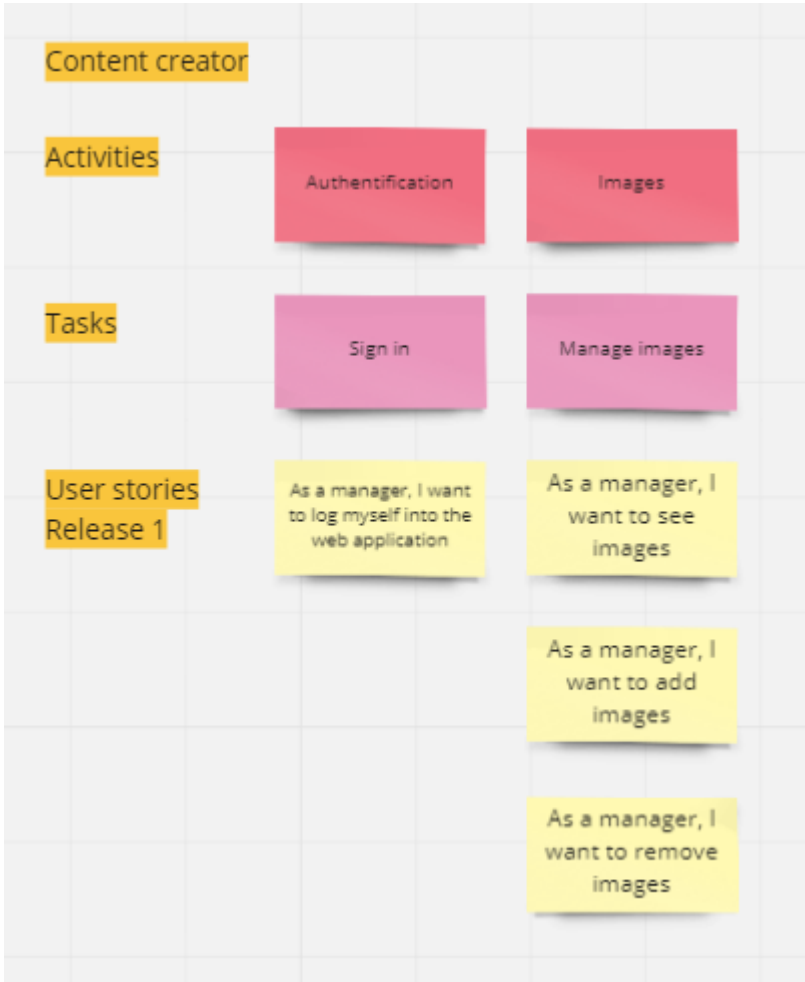 Content creator
Activities
Authentification
Images
Tasks
Sign in
Manage images
User stories
Release 1
As a manager, I want
to log myself into the
web application
As a manager, I
want to see
images
As a manager, I
want to add
images
As a manager, I
want to remove
images